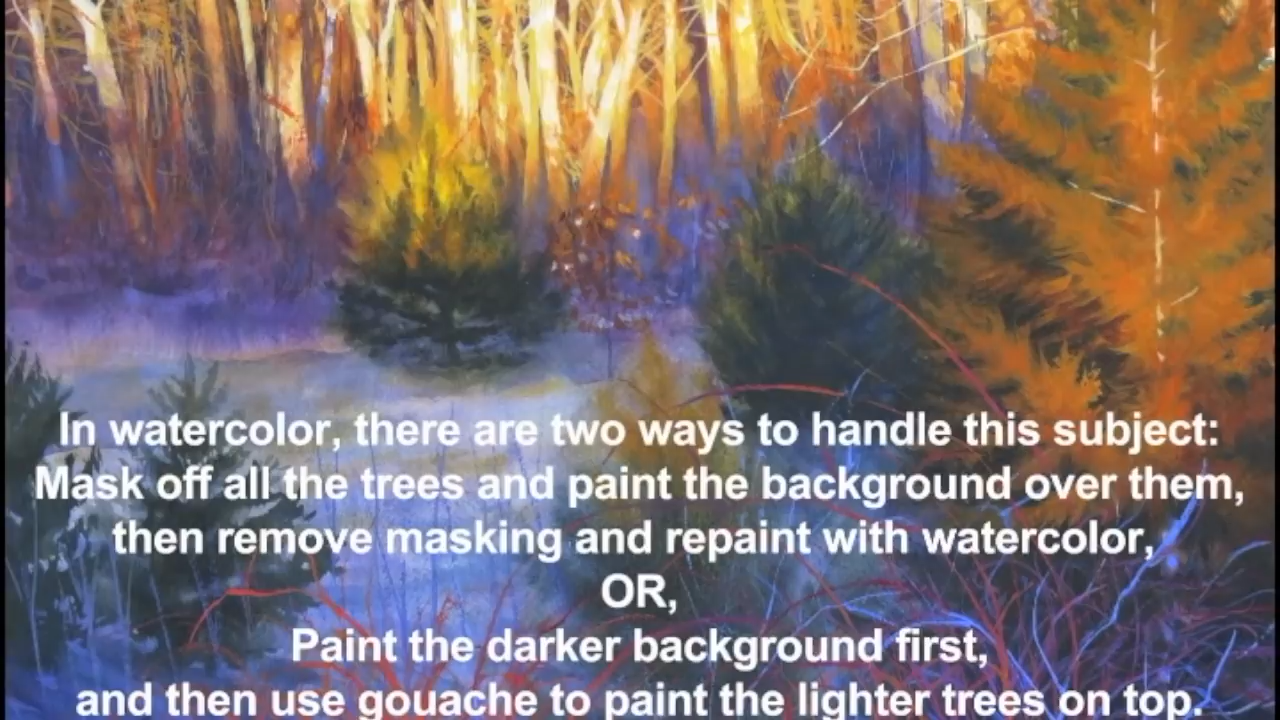 In watercolor, there are two ways to handle this subject:
Mask off all the trees and paint the background over them,
then remove masking and repaint with watercolor,
OR,
Paint the darker background first,
and then use gouache to paint the lighter trees on top.